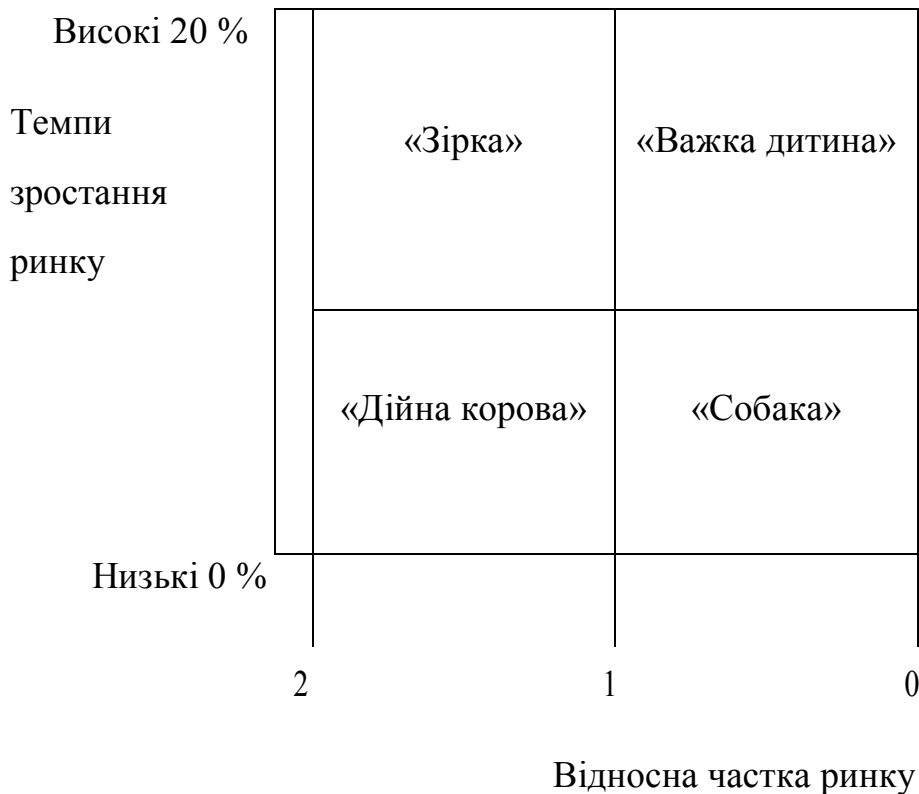 Високі 20 %
Темпи
зростання
ринку
«Зірка» «Важка дитина»
«Дійна корова» «Собака»
Низькі 0 %
2 1 0
Відносна частка ринку